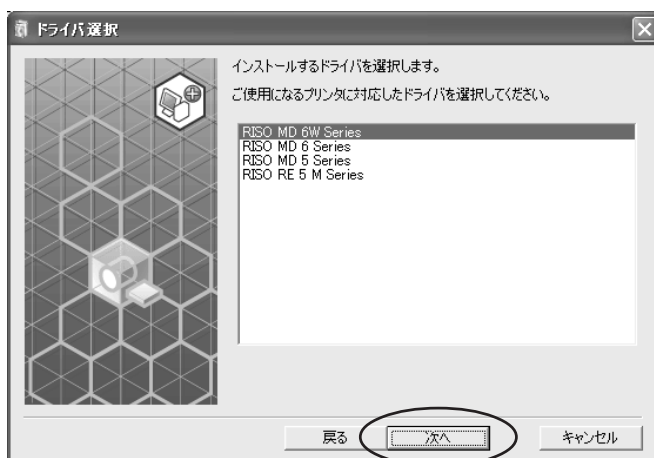 ドライバ選択
インストールするドライバを選択します。
ご使用になるプリンタに対応したドライバを選択してください。
RISO MD 6W Series
RISO MD 6 Series
RISO MD 5 Series
RISO RE 5 M Series
戻る 次へ キャンセル